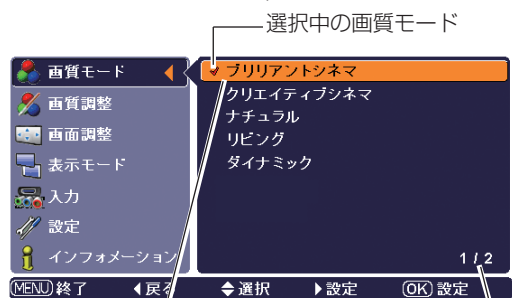 選択中の画質モード
画質モード
画質調整
画面調整
表示モード
入力
設定
インフォメーション
ブリリアントシネマ
クリエイティブシネマ
ナチュラル
リビング
ダイナミック
1 / 2
MENU 終了 戻る 選択 設定 OK 設定